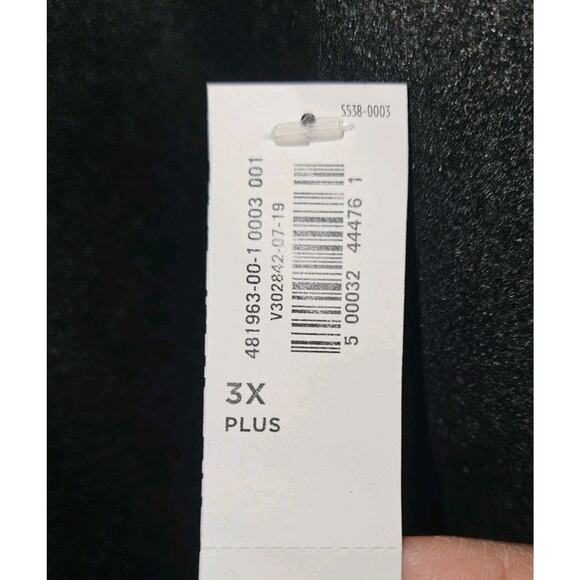 S538-0003
481963-00-1 0003 001
V302842-07-19
5 00032 44476 1
3X
PLUS